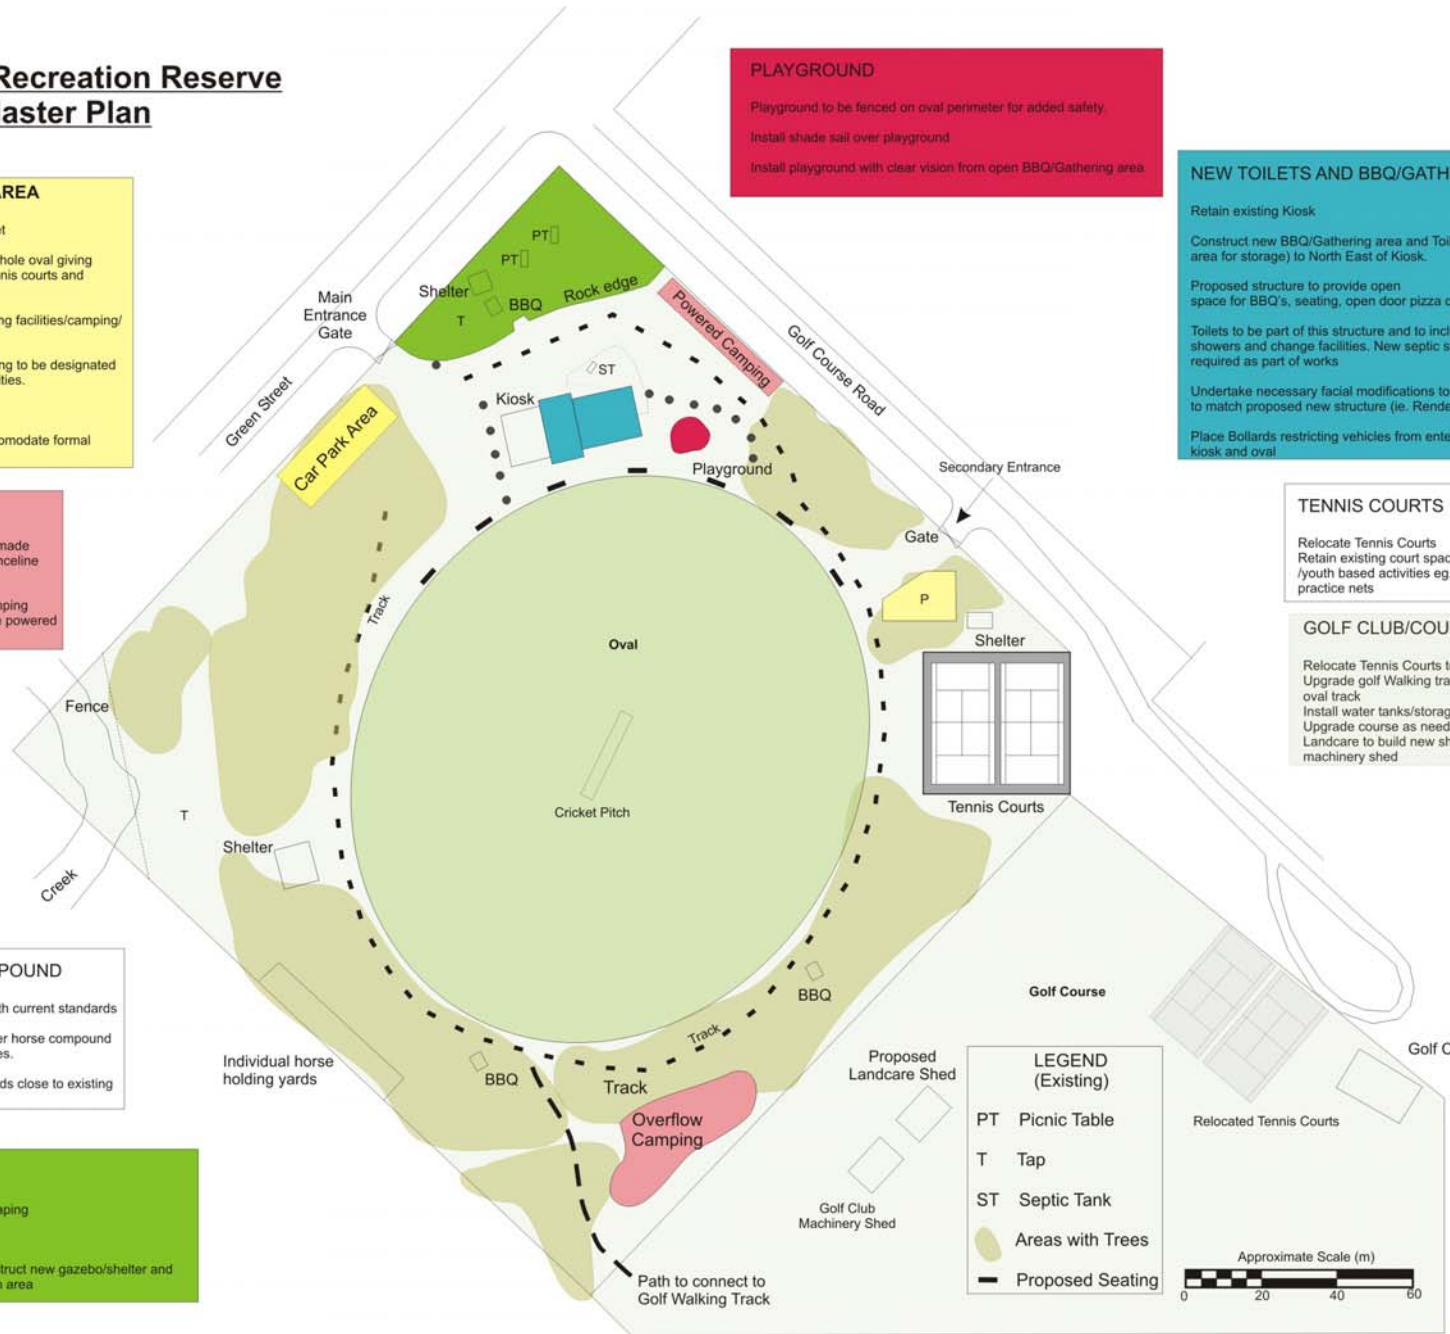 Recreation Reserve
aster Plan
AREA
et
hole oval giving
nis courts and
ng facilities/camping/
ng to be designated
ties.
omodate formal
made
nceline
nping
powered
PLAYGROUND
Playground to be fenced on oval perimeter for added safety.
Install shade sail over playground
Install playground with clear vision from open BBQ/Gathering area
NEW TOILETS AND BBQ/GATH
Retain existing Kiosk
Construct new BBQ/Gathering area and Toi
area for storage) to North East of Kiosk.
Proposed structure to provide open
space for BBQ's, seating, open door pizza
Toilets to be part of this structure and to incl
showers and change facilities. New septic s
required as part of works
Undertake necessary facial modifications to
to match proposed new structure (ie. Rende
Place Bollards restricting vehicles from ente
kiosk and oval
TENNIS COURTS
Relocate Tennis Courts
Retain existing court spac
/youth based activities eg
practice nets
GOLF CLUB/COU
Relocate Tennis Courts t
Upgrade golf Walking tra
oval track
Install water tanks/storag
Upgrade course as need
Landcare to build new sh
machinery shed
PT
PT
Shelter
BBQ
T
Rock edge
Main
Entrance
Gate
Powered Camping
Golf Course Road
Green Street
ST
Kiosk
Car Park Area
Playground
Secondary Entrance
Gate
P
Shelter
Track
Oval
Fence
Cricket Pitch
Tennis Courts
T
Shelter
Creek
POUND
th current standards
er horse compound
es.
ds close to existing
Individual horse
holding yards
BBQ
BBQ
Track
Track
Overflow
Camping
Golf Course
Proposed
Landcare Shed
Golf Club
Machinery Shed
Relocated Tennis Courts
Golf C
LEGEND
(Existing)
PT Picnic Table
T Tap
ST Septic Tank
Areas with Trees
Proposed Seating
Approximate Scale (m)
0 20 40 60
Path to connect to
Golf Walking Track
aping
truct new gazebo/shelter and
area